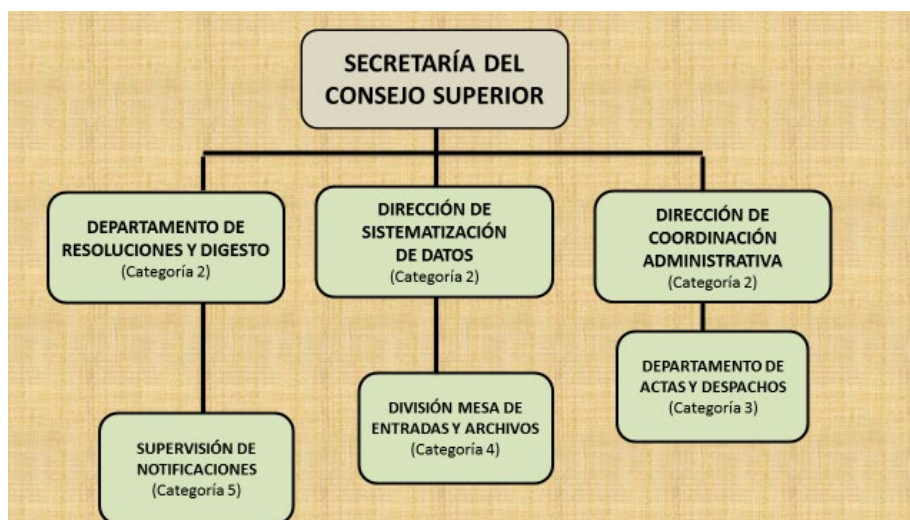 SECRETARÍA DEL
CONSEJO SUPERIOR
DEPARTAMENTO DE
RESOLUCIONES Y DIGESTO
(Categoría 2)
DIRECCIÓN DE
SISTEMATIZACIÓN
DE DATOS
(Categoría 2)
DIRECCIÓN DE
COORDINACIÓN
ADMINISTRATIVA
(Categoría 2)
SUPERVISIÓN DE
NOTIFICACIONES
(Categoría 5)
DIVISIÓN MESA DE
ENTRADAS Y ARCHIVOS
(Categoría 4)
DEPARTAMENTO DE
ACTAS Y DESPACHOS
(Categoría 3)